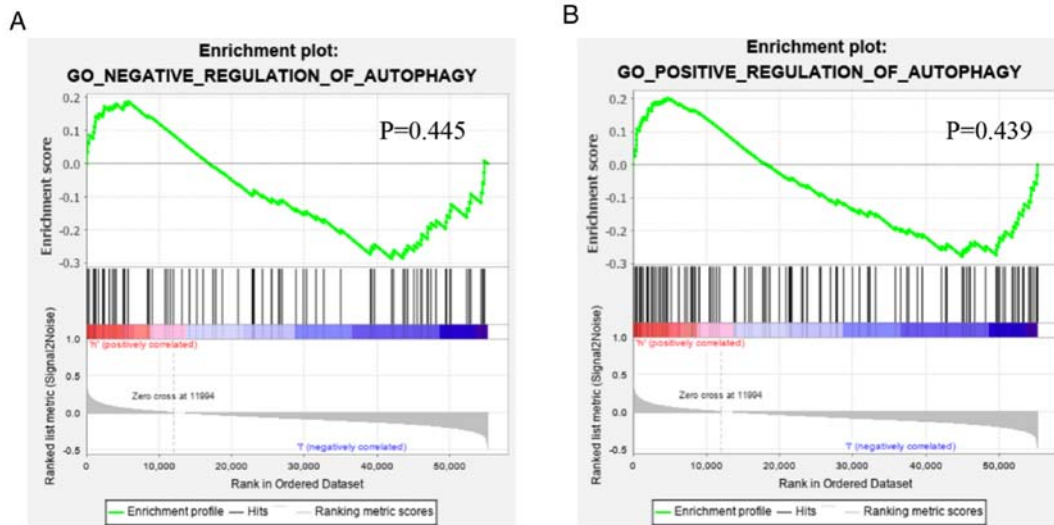 A
Enrichment plot:
GO_NEGATIVE_REGULATION_OF_AUTOPHAGY
P=0.445
Enrichment score
0.2
0.1
0.0
-0.1
-0.2
-0.3
'h' (positively correlated)
Ranked list metric (Signal2Noise)
1.0
0.5
0.0
-0.5
Zero cross at 11994
'l' (negatively correlated)
0 10,000 20,000 30,000 40,000 50,000
Rank in Ordered Dataset
Enrichment profile Hits Ranking metric scores
B
Enrichment plot:
GO_POSITIVE_REGULATION_OF_AUTOPHAGY
P=0.439
Enrichment score
0.2
0.1
0.0
-0.1
-0.2
-0.3
'h' (positively correlated)
Ranked list metric (Signal2Noise)
1.0
0.5
0.0
-0.5
Zero cross at 11994
'l' (negatively correlated)
0 10,000 20,000 30,000 40,000 50,000
Rank in Ordered Dataset
Enrichment profile Hits Ranking metric scores